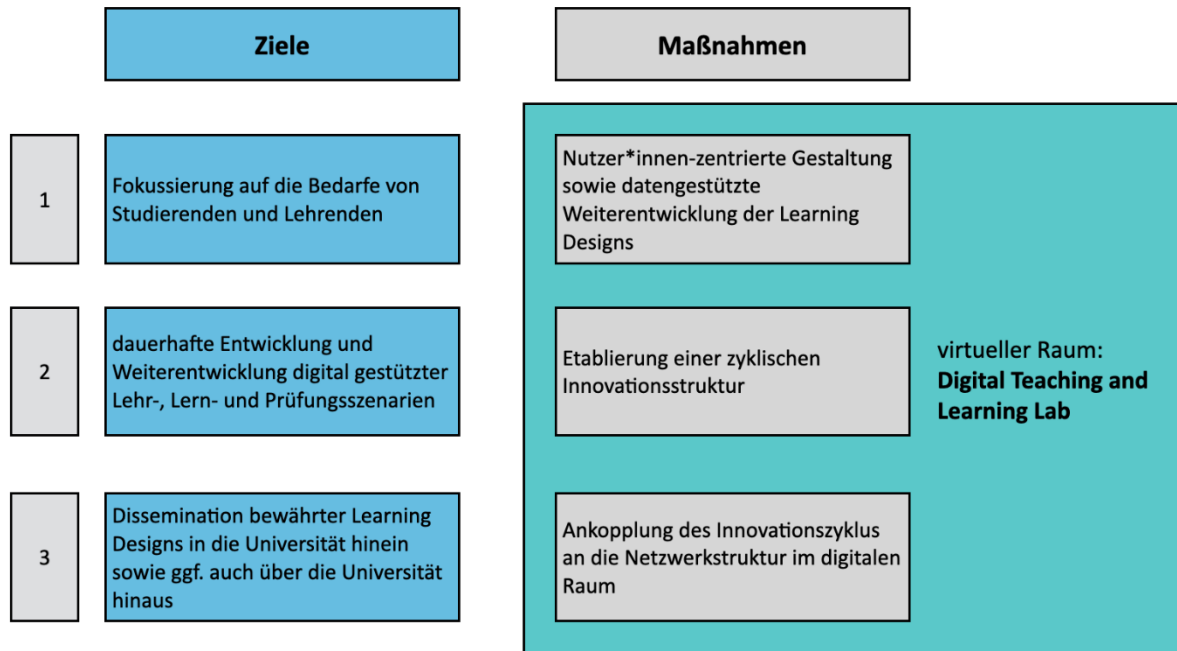 Ziele
Maßnahmen
1
Fokussierung auf die Bedarfe von
Studierenden und Lehrenden
Nutzer*innen-zentrierte Gestaltung
sowie datengestützte
Weiterentwicklung der Learning
Designs
2
dauerhafte Entwicklung und
Weiterentwicklung digital gestützter
Lehr-, Lern- und Prüfungsszenarien
Etablierung einer zyklischen
Innovationsstruktur
virtueller Raum:
Digital Teaching and
Learning Lab
3
Dissemination bewährter Learning
Designs in die Universität hinein
sowie ggf. auch über die Universität
hinaus
Ankopplung des Innovationszyklus
an die Netzwerkstruktur im digitalen
Raum